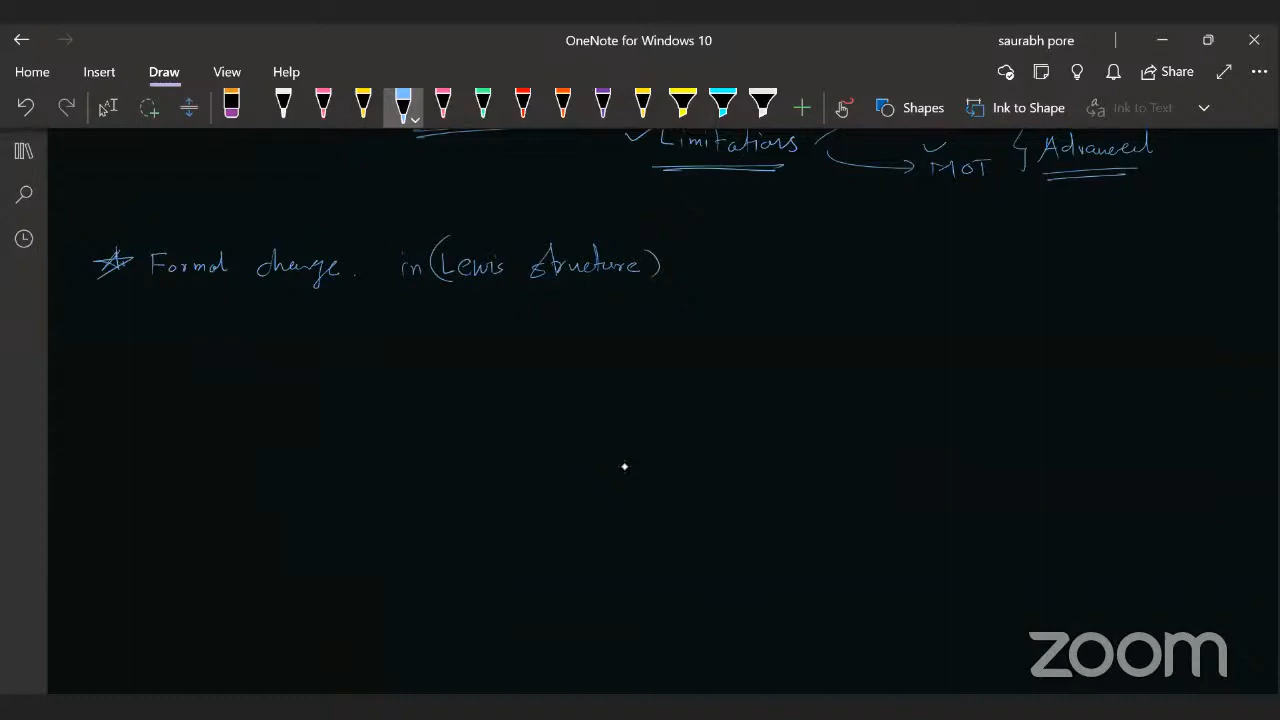 OneNote for Windows 10
saurabh pore
Home Insert Draw View Help
Share
Shapes Ink to Shape Ink to Text
Limitations MOT Advanced
Formal charge. in (Lewis structure)
zoom